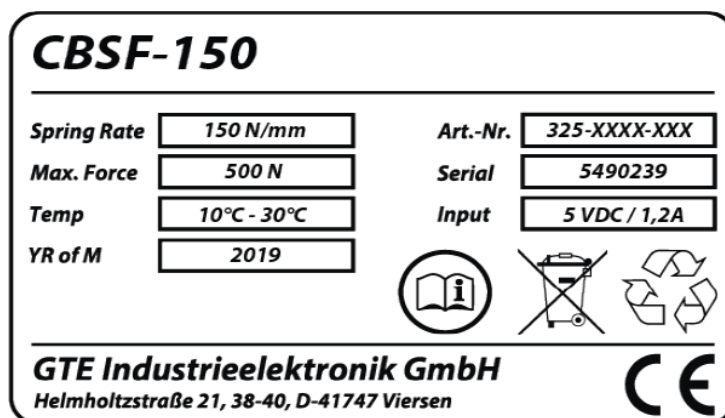 CBSF-150
Spring Rate 150 N/mm Art.-Nr. 325-XXXX-XXX
Max. Force 500 N Serial 5490239
Temp 10°C - 30°C Input 5 VDC / 1,2A
YR of M 2019
i
GTE Industrieelektronik GmbH
Helmholtzstraße 21, 38-40, D-41747 Viersen
CE